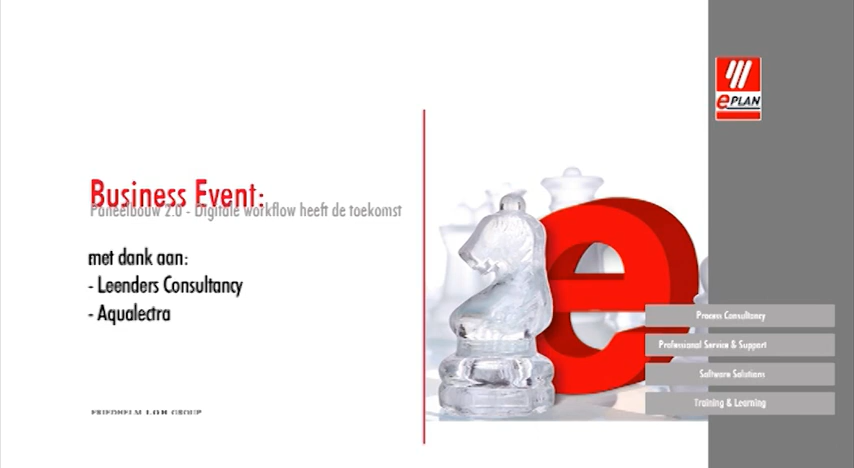 Business Event:
Paneelbouw 2.0 - Digitale workflow heeft de toekomst
met dank aan:
- Leenders Consultancy
- Aqualectra
FRIEDHELM LOH GROUP
ePLAN
Process Consultancy
Professional Service & Support
Software Solutions
Training & Learning